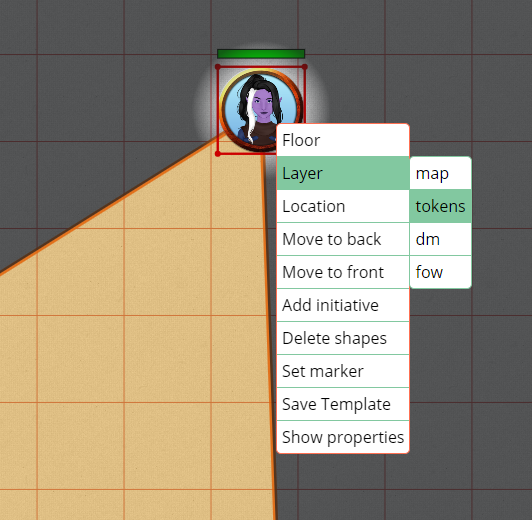 Floor
Layer
Location
Move to back
Move to front
Add initiative
Delete shapes
Set marker
Save Template
Show properties
map
tokens
dm
fow